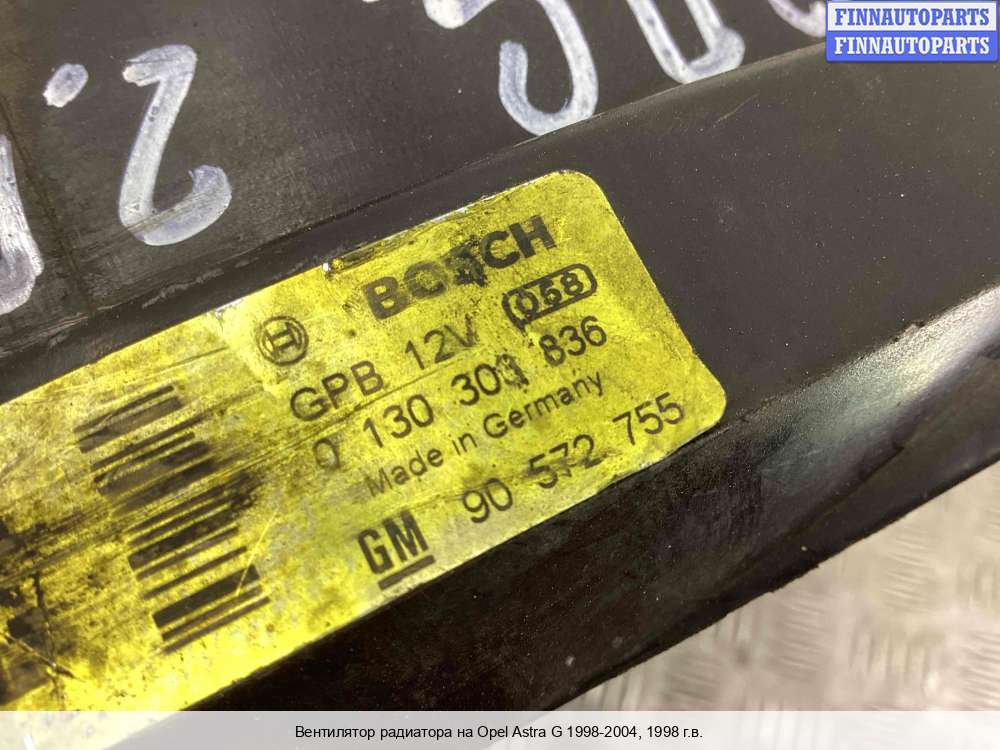 FINNAUTOPARTS
FINNAUTOPARTS
BOSCH
GPB 12V 068
0 130 303 836
Made in Germany
GM 90 572 755
Вентилятор радиатора на Opel Astra G 1998-2004, 1998 г.в.